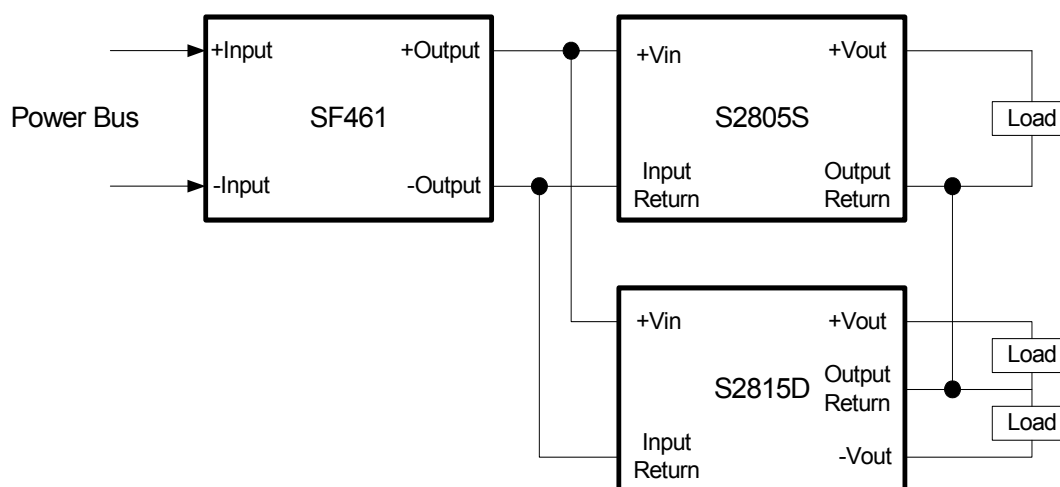 +Input
+Output
+Vin
+Vout
Power Bus
SF461
S2805S
Load
-Input
-Output
Input
Return
Output
Return
+Vin
+Vout
Load
S2815D
Output
Return
Load
Input
Return
-Vout